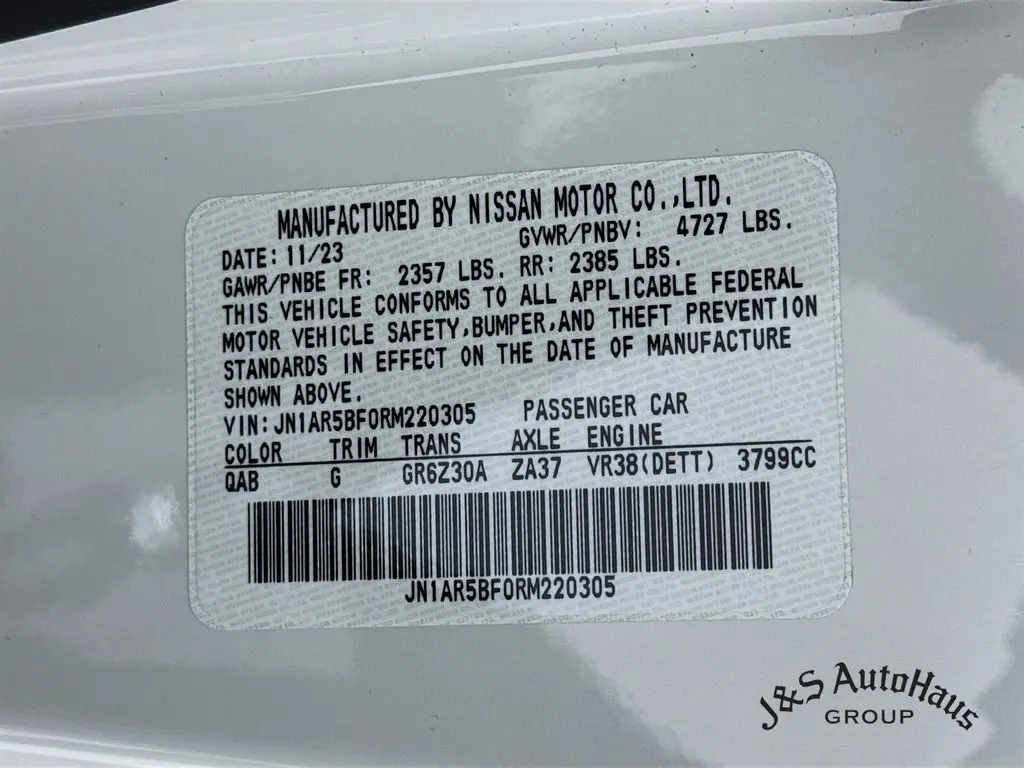 MANUFACTURED BY NISSAN MOTOR CO.,LTD.
DATE: 11/23 GVWR/PNBV: 4727 LBS.
GAWR/PNBE FR: 2357 LBS. RR: 2385 LBS.
THIS VEHICLE CONFORMS TO ALL APPLICABLE FEDERAL
MOTOR VEHICLE SAFETY,BUMPER,AND THEFT PREVENTION
STANDARDS IN EFFECT ON THE DATE OF MANUFACTURE
SHOWN ABOVE.
VIN: JN1AR5BF0RM220305 PASSENGER CAR
COLOR TRIM TRANS AXLE ENGINE
QAB G GR6Z30A ZA37 VR38(DETT) 3799CC
JN1AR5BF0RM220305
J&S AutoHaus
GROUP